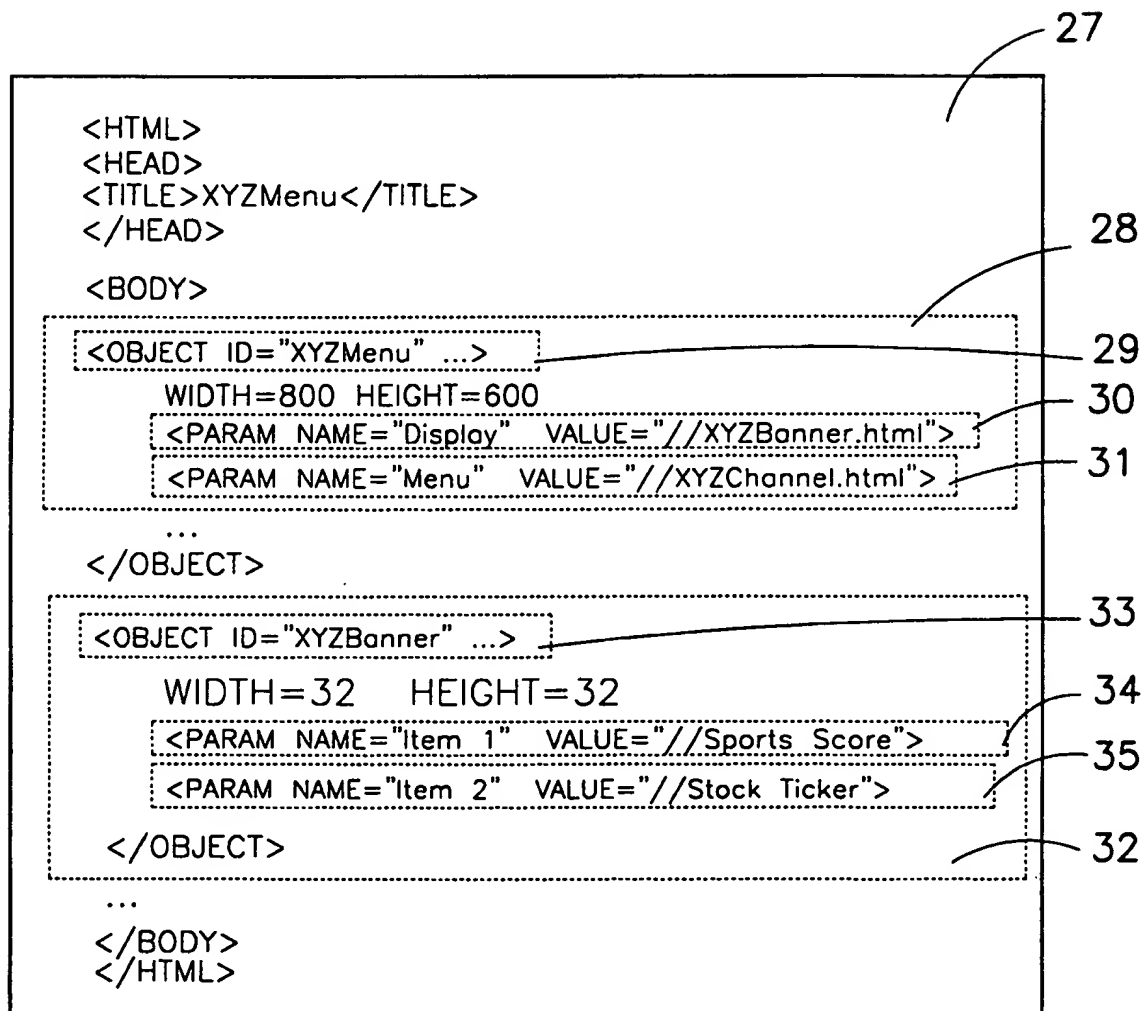 27
<HTML>
<HEAD>
<TITLE>XYZMenu</TITLE>
</HEAD>
28
<BODY>
<OBJECT ID="XYZMenu" ...>
29
WIDTH=800 HEIGHT=600
30
<PARAM NAME="Display" VALUE="//XYZBanner.html">
31
<PARAM NAME="Menu" VALUE="//XYZChannel.html">
...
</OBJECT>
33
<OBJECT ID="XYZBanner" ...>
WIDTH=32 HEIGHT=32
34
<PARAM NAME="Item 1" VALUE="//Sports Score">
35
<PARAM NAME="Item 2" VALUE="//Stock Ticker">
</OBJECT>
32
...
</BODY>
</HTML>